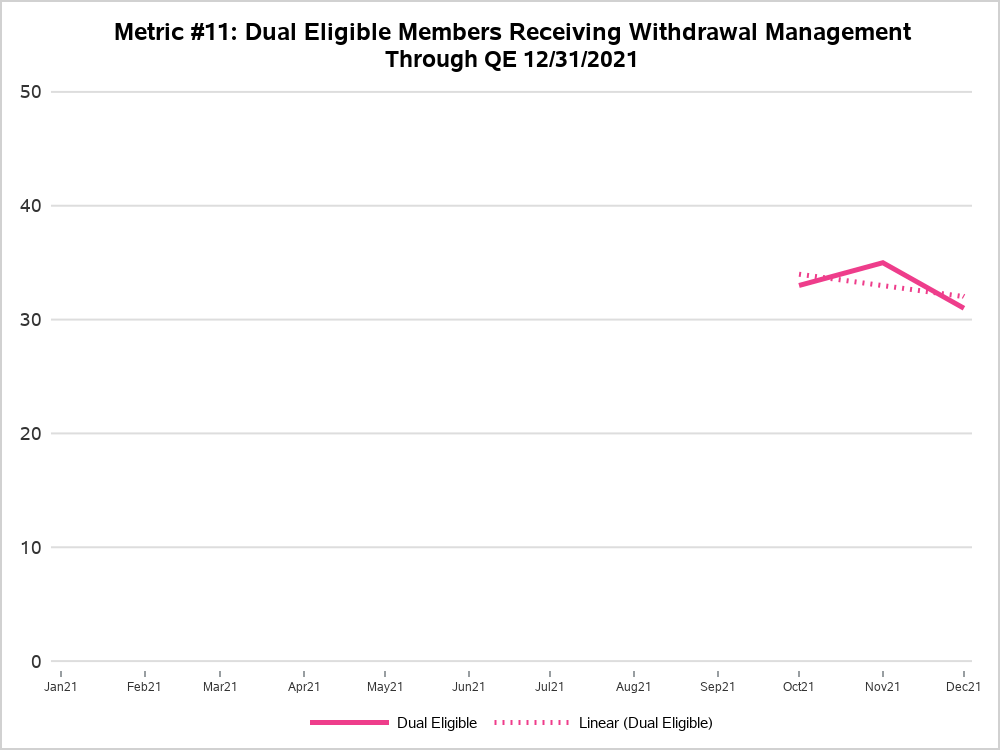 Metric #11: Dual Eligible Members Receiving Withdrawal Management
Through QE 12/31/2021
50
40
30
20
10
0
Jan21 Feb21 Mar21 Apr21 May21 Jun21 Jul21 Aug21 Sep21 Oct21 Nov21 Dec21
Dual Eligible Linear (Dual Eligible)